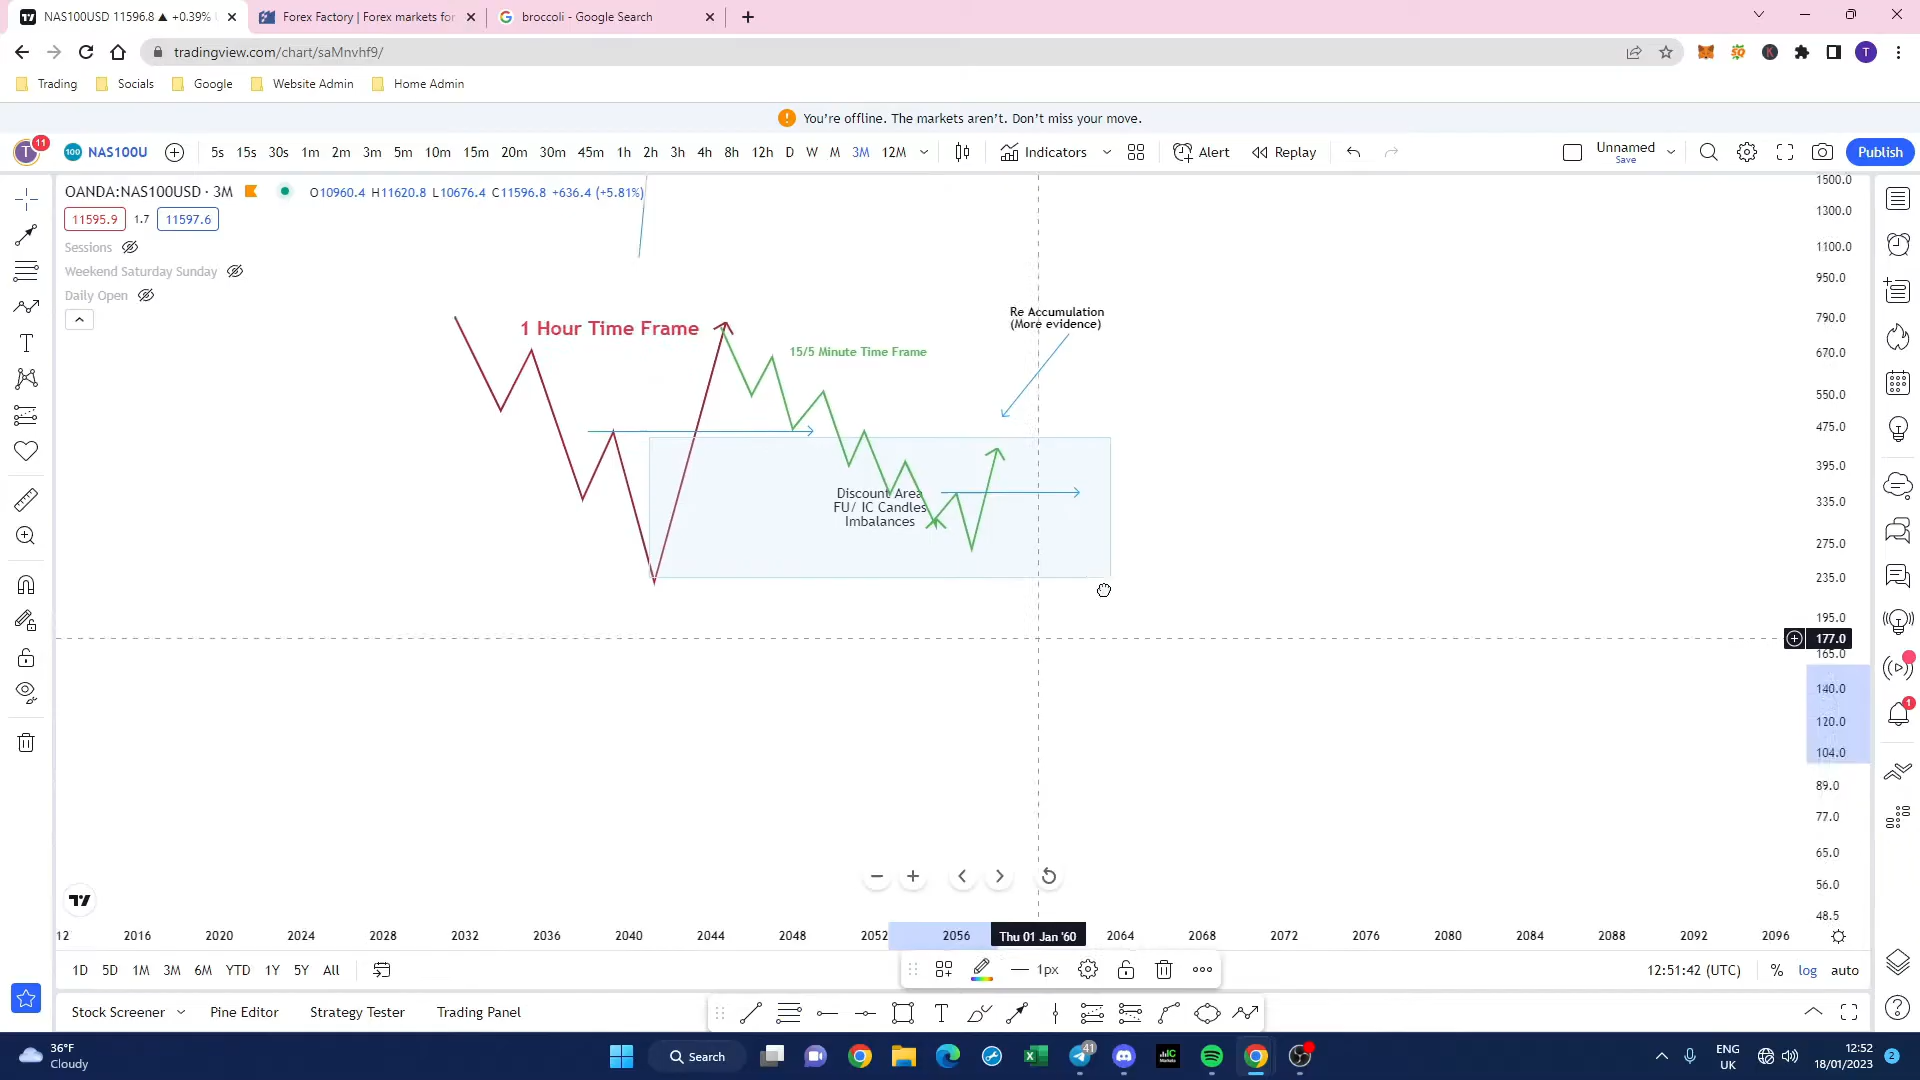 NAS100USD 11596.8 ▲ +0.39%
Forex Factory | Forex markets for
broccoli - Google Search
tradingview.com/chart/saMnvhf9/
T
Trading
Socials
Google
Website Admin
Home Admin
You're offline. The markets aren't. Don't miss your move.
T
11
100
NAS100U
5s 15s 30s 1m 2m 3m 5m 10m 15m 20m 30m 45m 1h 2h 3h 4h 8h 12h D W M 3M 12M
Indicators
Alert
Replay
Unnamed
Save
Publish
OANDA:NAS100USD · 3M
O10960.4 H11620.8 L10676.4 C11596.8 +636.4 (+5.81%)
11595.9
1.7
11597.6
Sessions
Weekend Saturday Sunday
Daily Open
1 Hour Time Frame
15/5 Minute Time Frame
Re Accumulation
(More evidence)
Discount Area
FU/ IC Candles
Imbalances
1500.0
1300.0
1100.0
950.0
790.0
670.0
550.0
475.0
395.0
335.0
275.0
235.0
195.0
177.0
165.0
140.0
120.0
104.0
89.0
77.0
65.0
56.0
48.5
1
12 2016 2020 2024 2028 2032 2036 2040 2044 2048 2052 2056 Thu 01 Jan '60 2064 2068 2072 2076 2080 2084 2088 2092 2096
1D 5D 1M 3M 6M YTD 1Y 5Y All
1px
12:51:42 (UTC)
%
log
auto
Stock Screener
Pine Editor
Strategy Tester
Trading Panel
36°F
Cloudy
Search
41
ENG
UK
12:52
18/01/2023
2